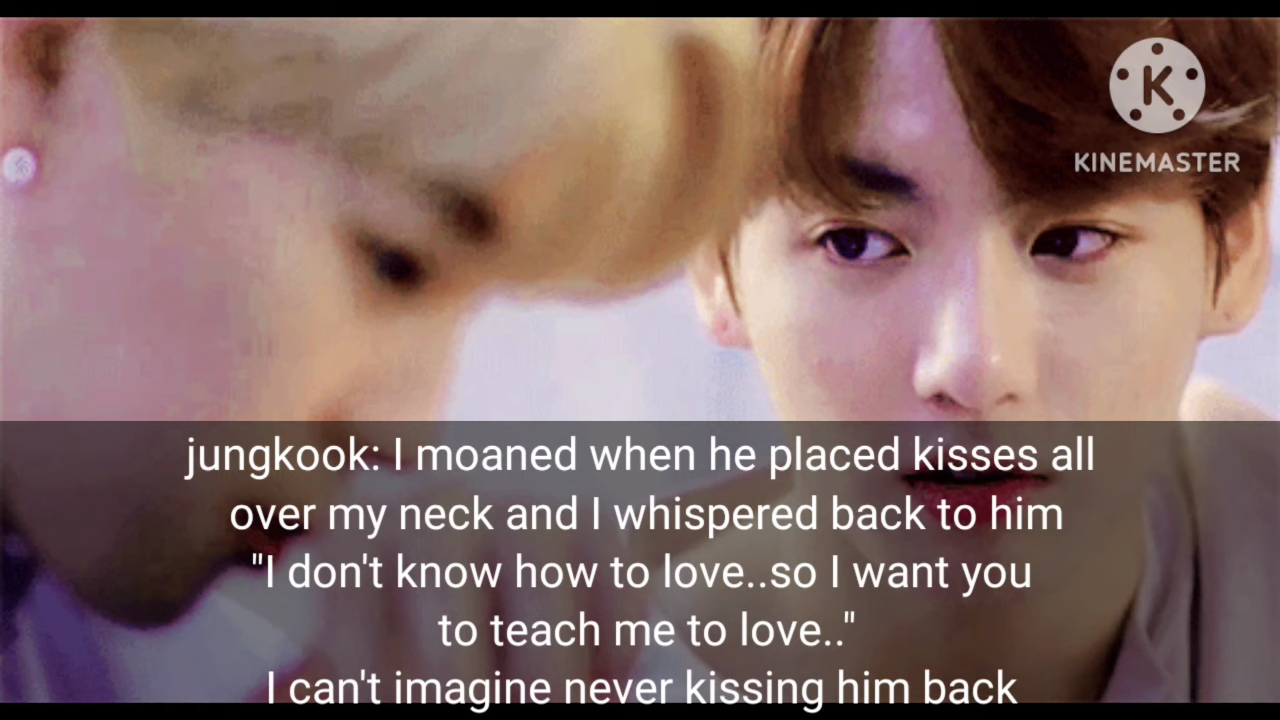 KINEMASTER
jungkook: I moaned when he placed kisses all
over my neck and I whispered back to him
"I don't know how to love..so I want you
to teach me to love.."
I can't imagine never kissing him back